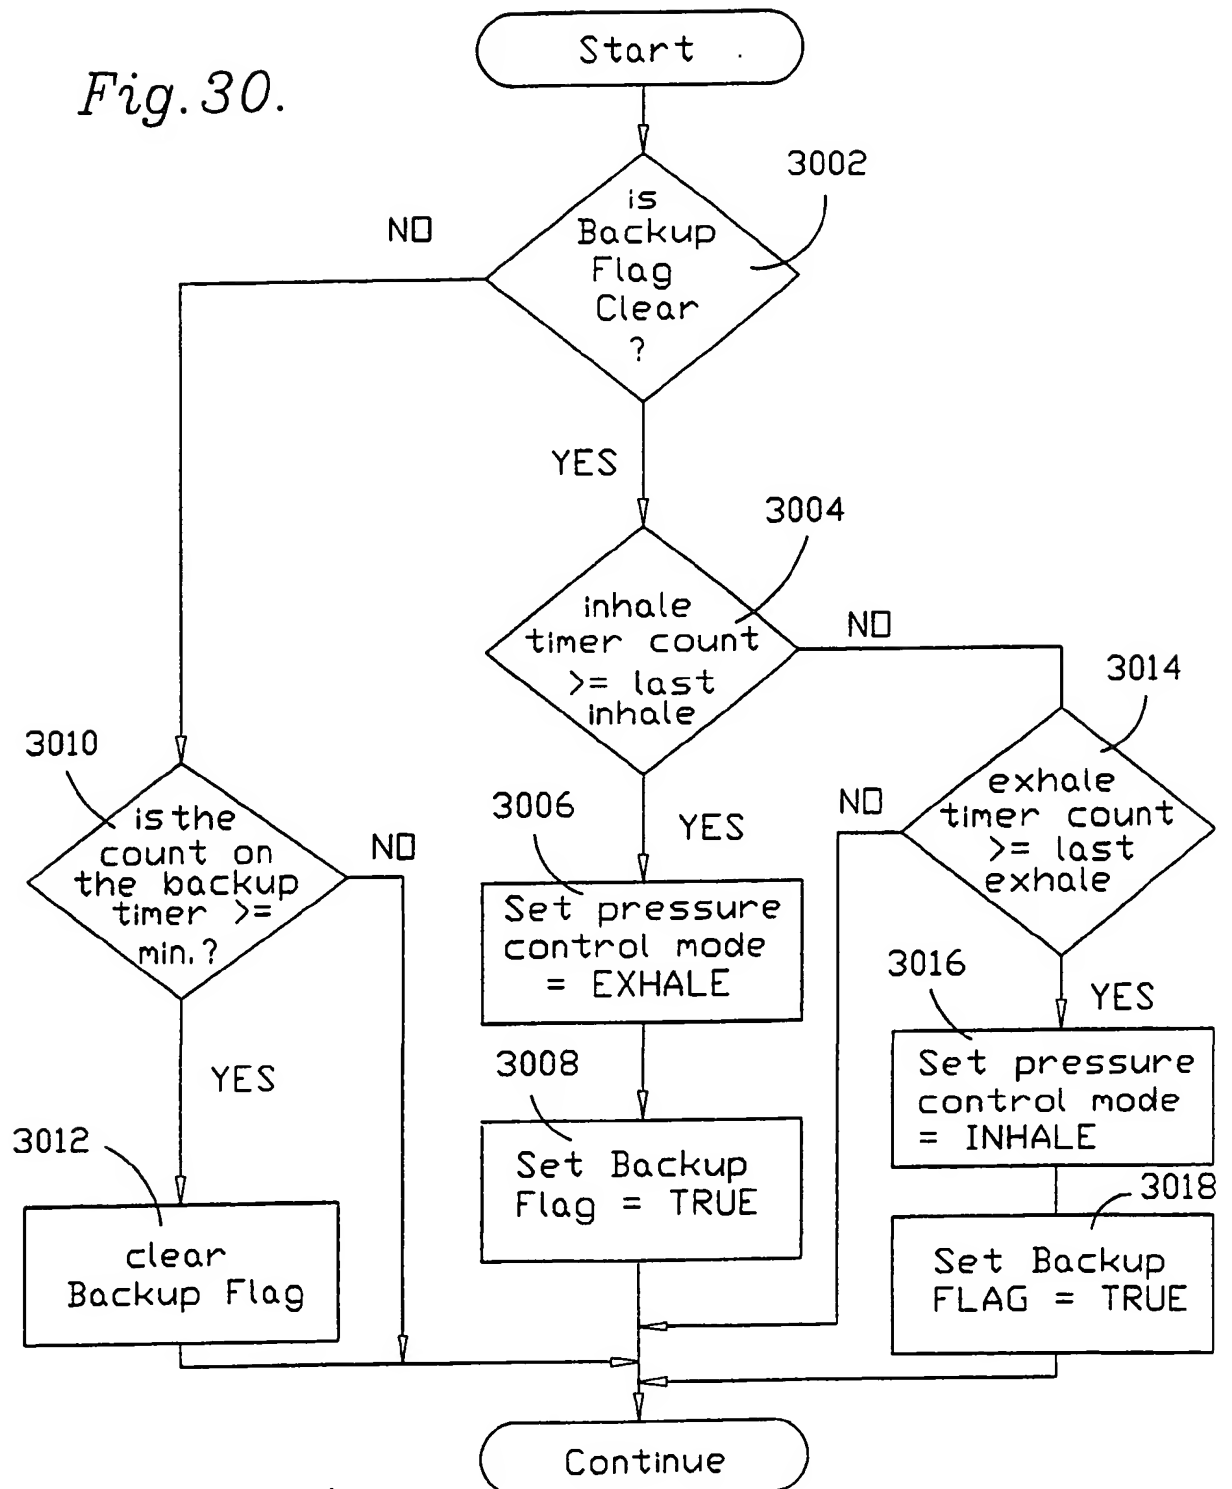 Fig. 30.
Start
3002
is
Backup
Flag
Clear
?
NO
YES
3004
inhale
timer count
>= last
inhale
NO
3014
exhale
timer count
>= last
exhale
NO
3010
is the
count on
the backup
timer >=
min. ?
NO
3006
YES
Set pressure
control mode
= EXHALE
3016
YES
Set pressure
control mode
= INHALE
3008
Set Backup
Flag = TRUE
YES
3012
clear
Backup Flag
3018
Set Backup
FLAG = TRUE
Continue